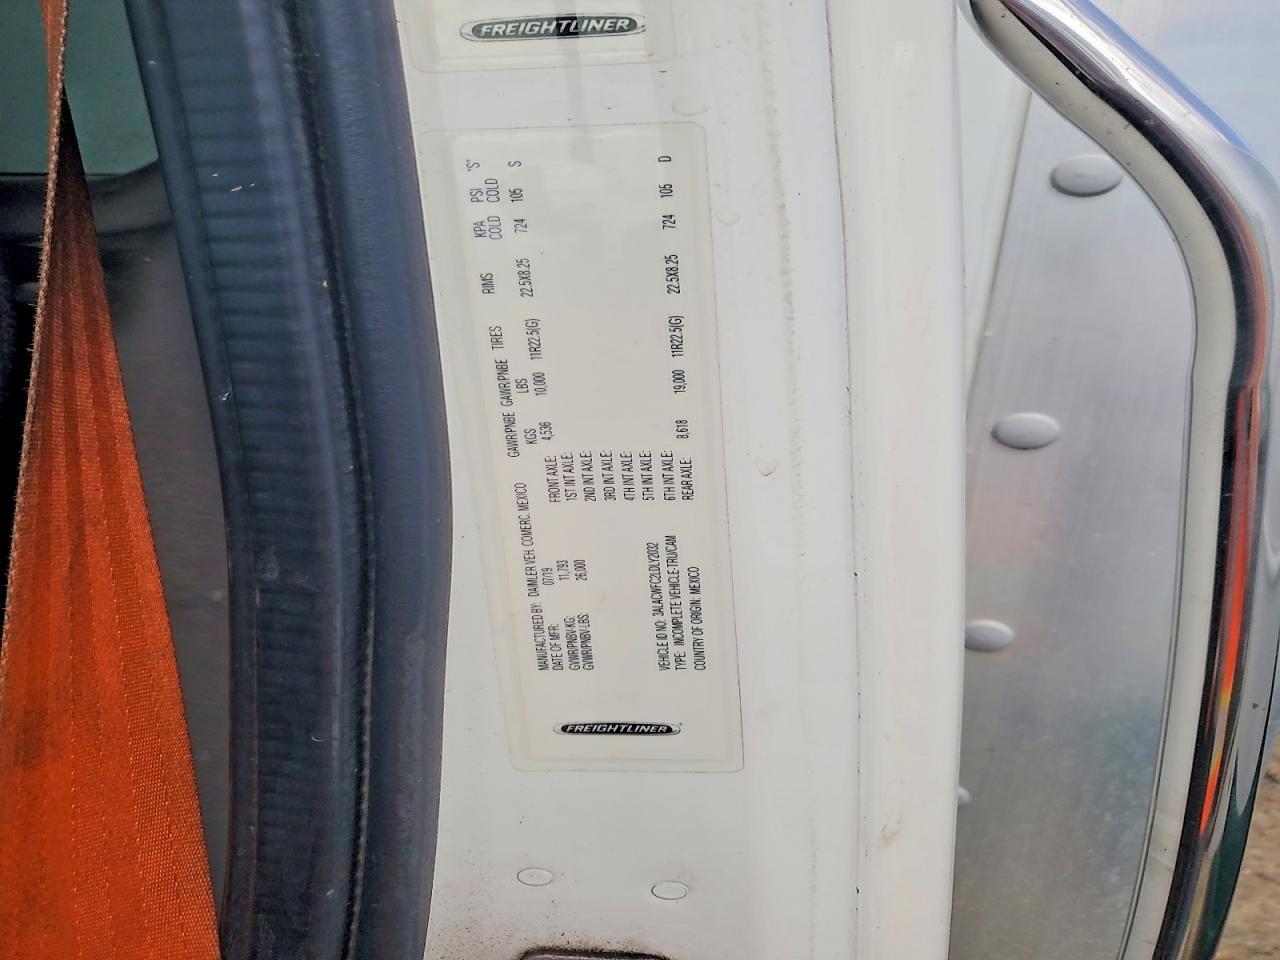 FREIGHTLINER
FREIGHTLINER
MANUFACTURED BY: DAIMLER VEH. COMERC. MEXICO
DATE OF MFR: 07/19
GVWR/PNBV-KG: 11,793
GVWR/PNBV-LBS: 26,000
VEHICLE ID NO: 3ALACWFC2LDLY2032
TYPE: INCOMPLETE VEHICLE-TRU/CAM
COUNTRY OF ORIGIN: MEXICO
GAWR/PNBE GAWR/PNBE TIRES RIMS KPA PSI "S"
KGS LBS COLD COLD
FRONT AXLE: 4,536 10,000 11R22.5(G) 22.5X8.25 724 105 S
1ST INT AXLE:
2ND INT AXLE:
3RD INT AXLE:
4TH INT AXLE:
5TH INT AXLE:
6TH INT AXLE:
REAR AXLE: 8,618 19,000 11R22.5(G) 22.5X8.25 724 105 D